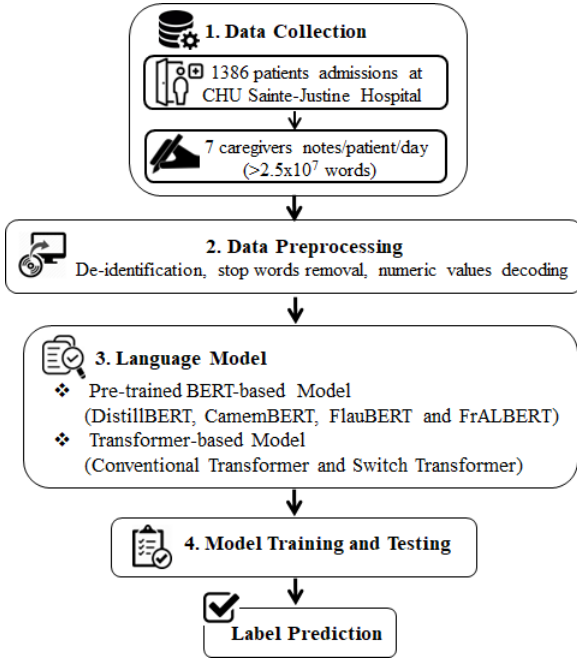 1. Data Collection
1386 patients admissions at
CHU Sainte-Justine Hospital
7 caregivers notes/patient/day
(>2.5x10⁷ words)
2. Data Preprocessing
De-identification, stop words removal, numeric values decoding
3. Language Model
❖ Pre-trained BERT-based Model
(DistillBERT, CamemBERT, FlauBERT and FrALBERT)
❖ Transformer-based Model
(Conventional Transformer and Switch Transformer)
4. Model Training and Testing
Label Prediction